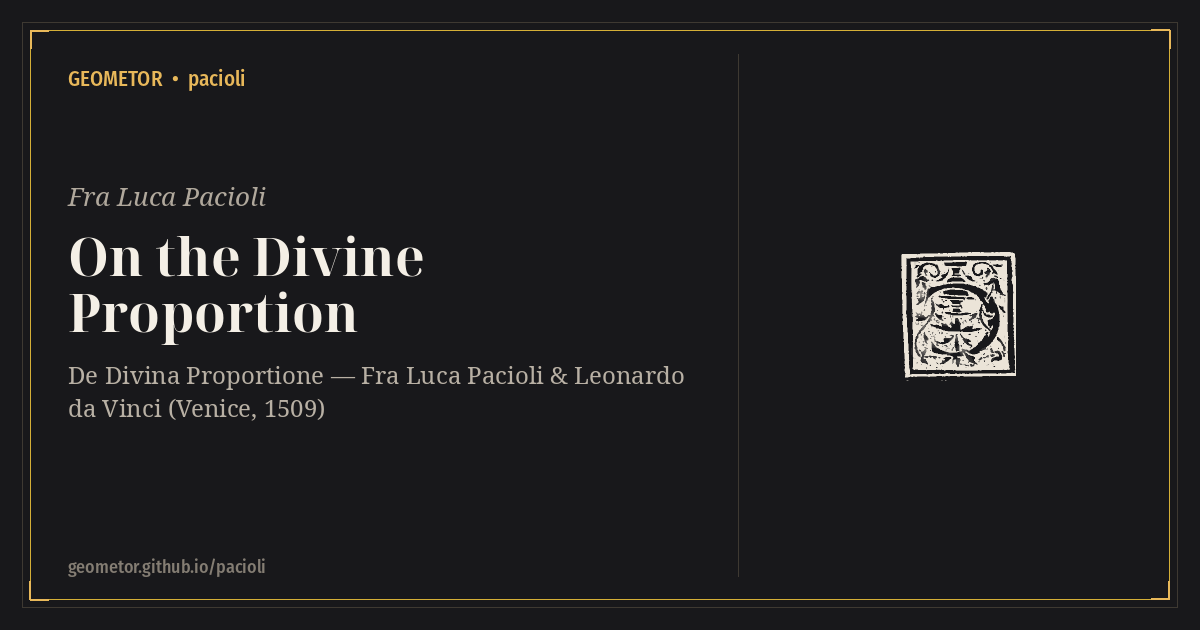 GEOMETOR • pacioli
Fra Luca Pacioli
On the Divine
Proportion
De Divina Proportione — Fra Luca Pacioli & Leonardo
da Vinci (Venice, 1509)
geometor.github.io/pacioli